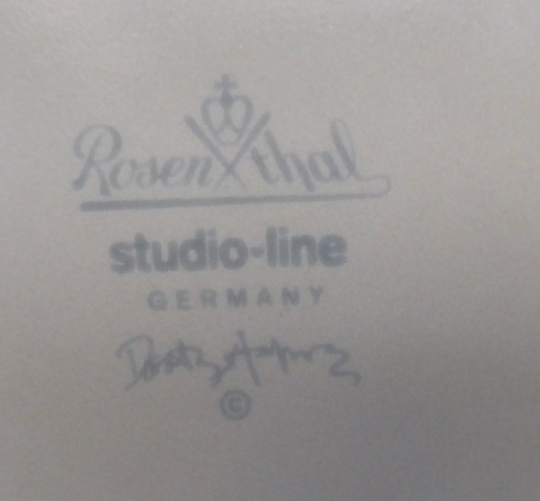 Rosenthal
studio-line
GERMANY
©